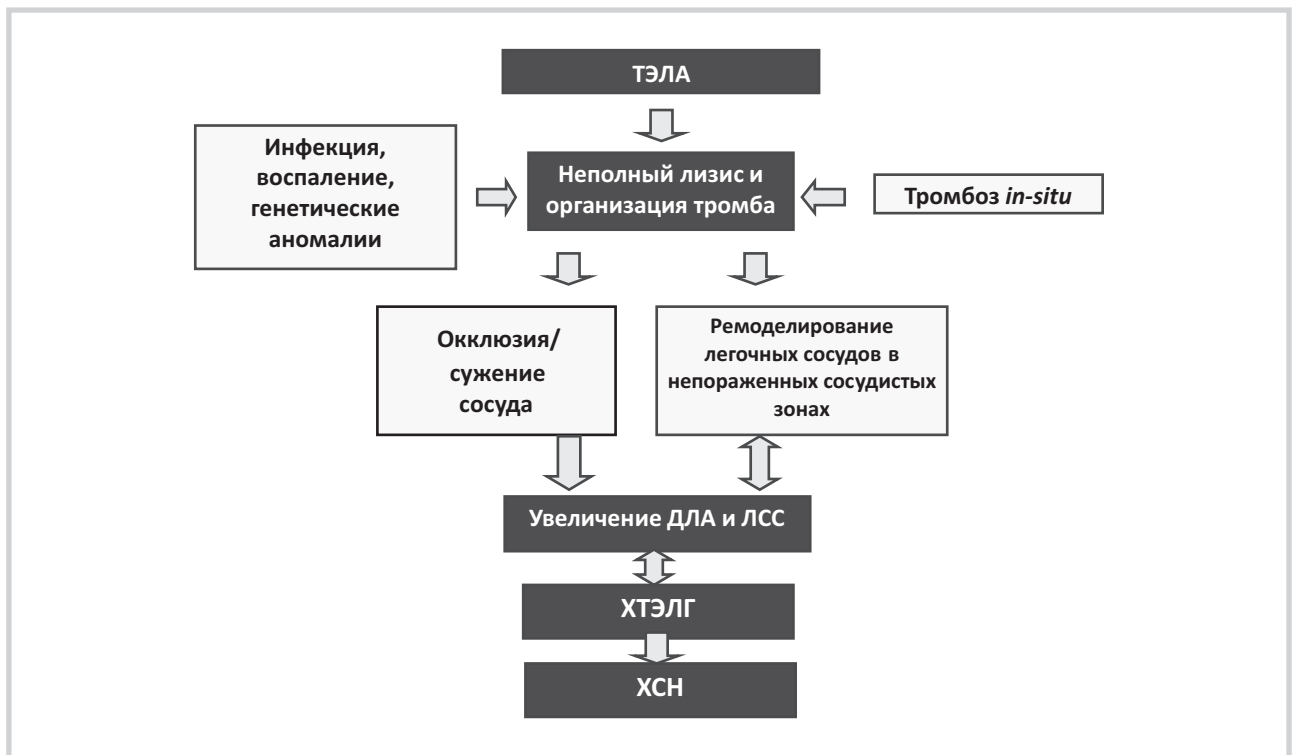 ТЭЛА
Инфекция,
воспаление,
генетические
аномалии
Неполный лизис и
организация тромба
Тромбоз in-situ
Окклюзия/
сужение
сосуда
Ремоделирование
легочных сосудов в
непораженных сосудистых
зонах
Увеличение ДЛА и ЛСС
ХТЭЛГ
ХСН